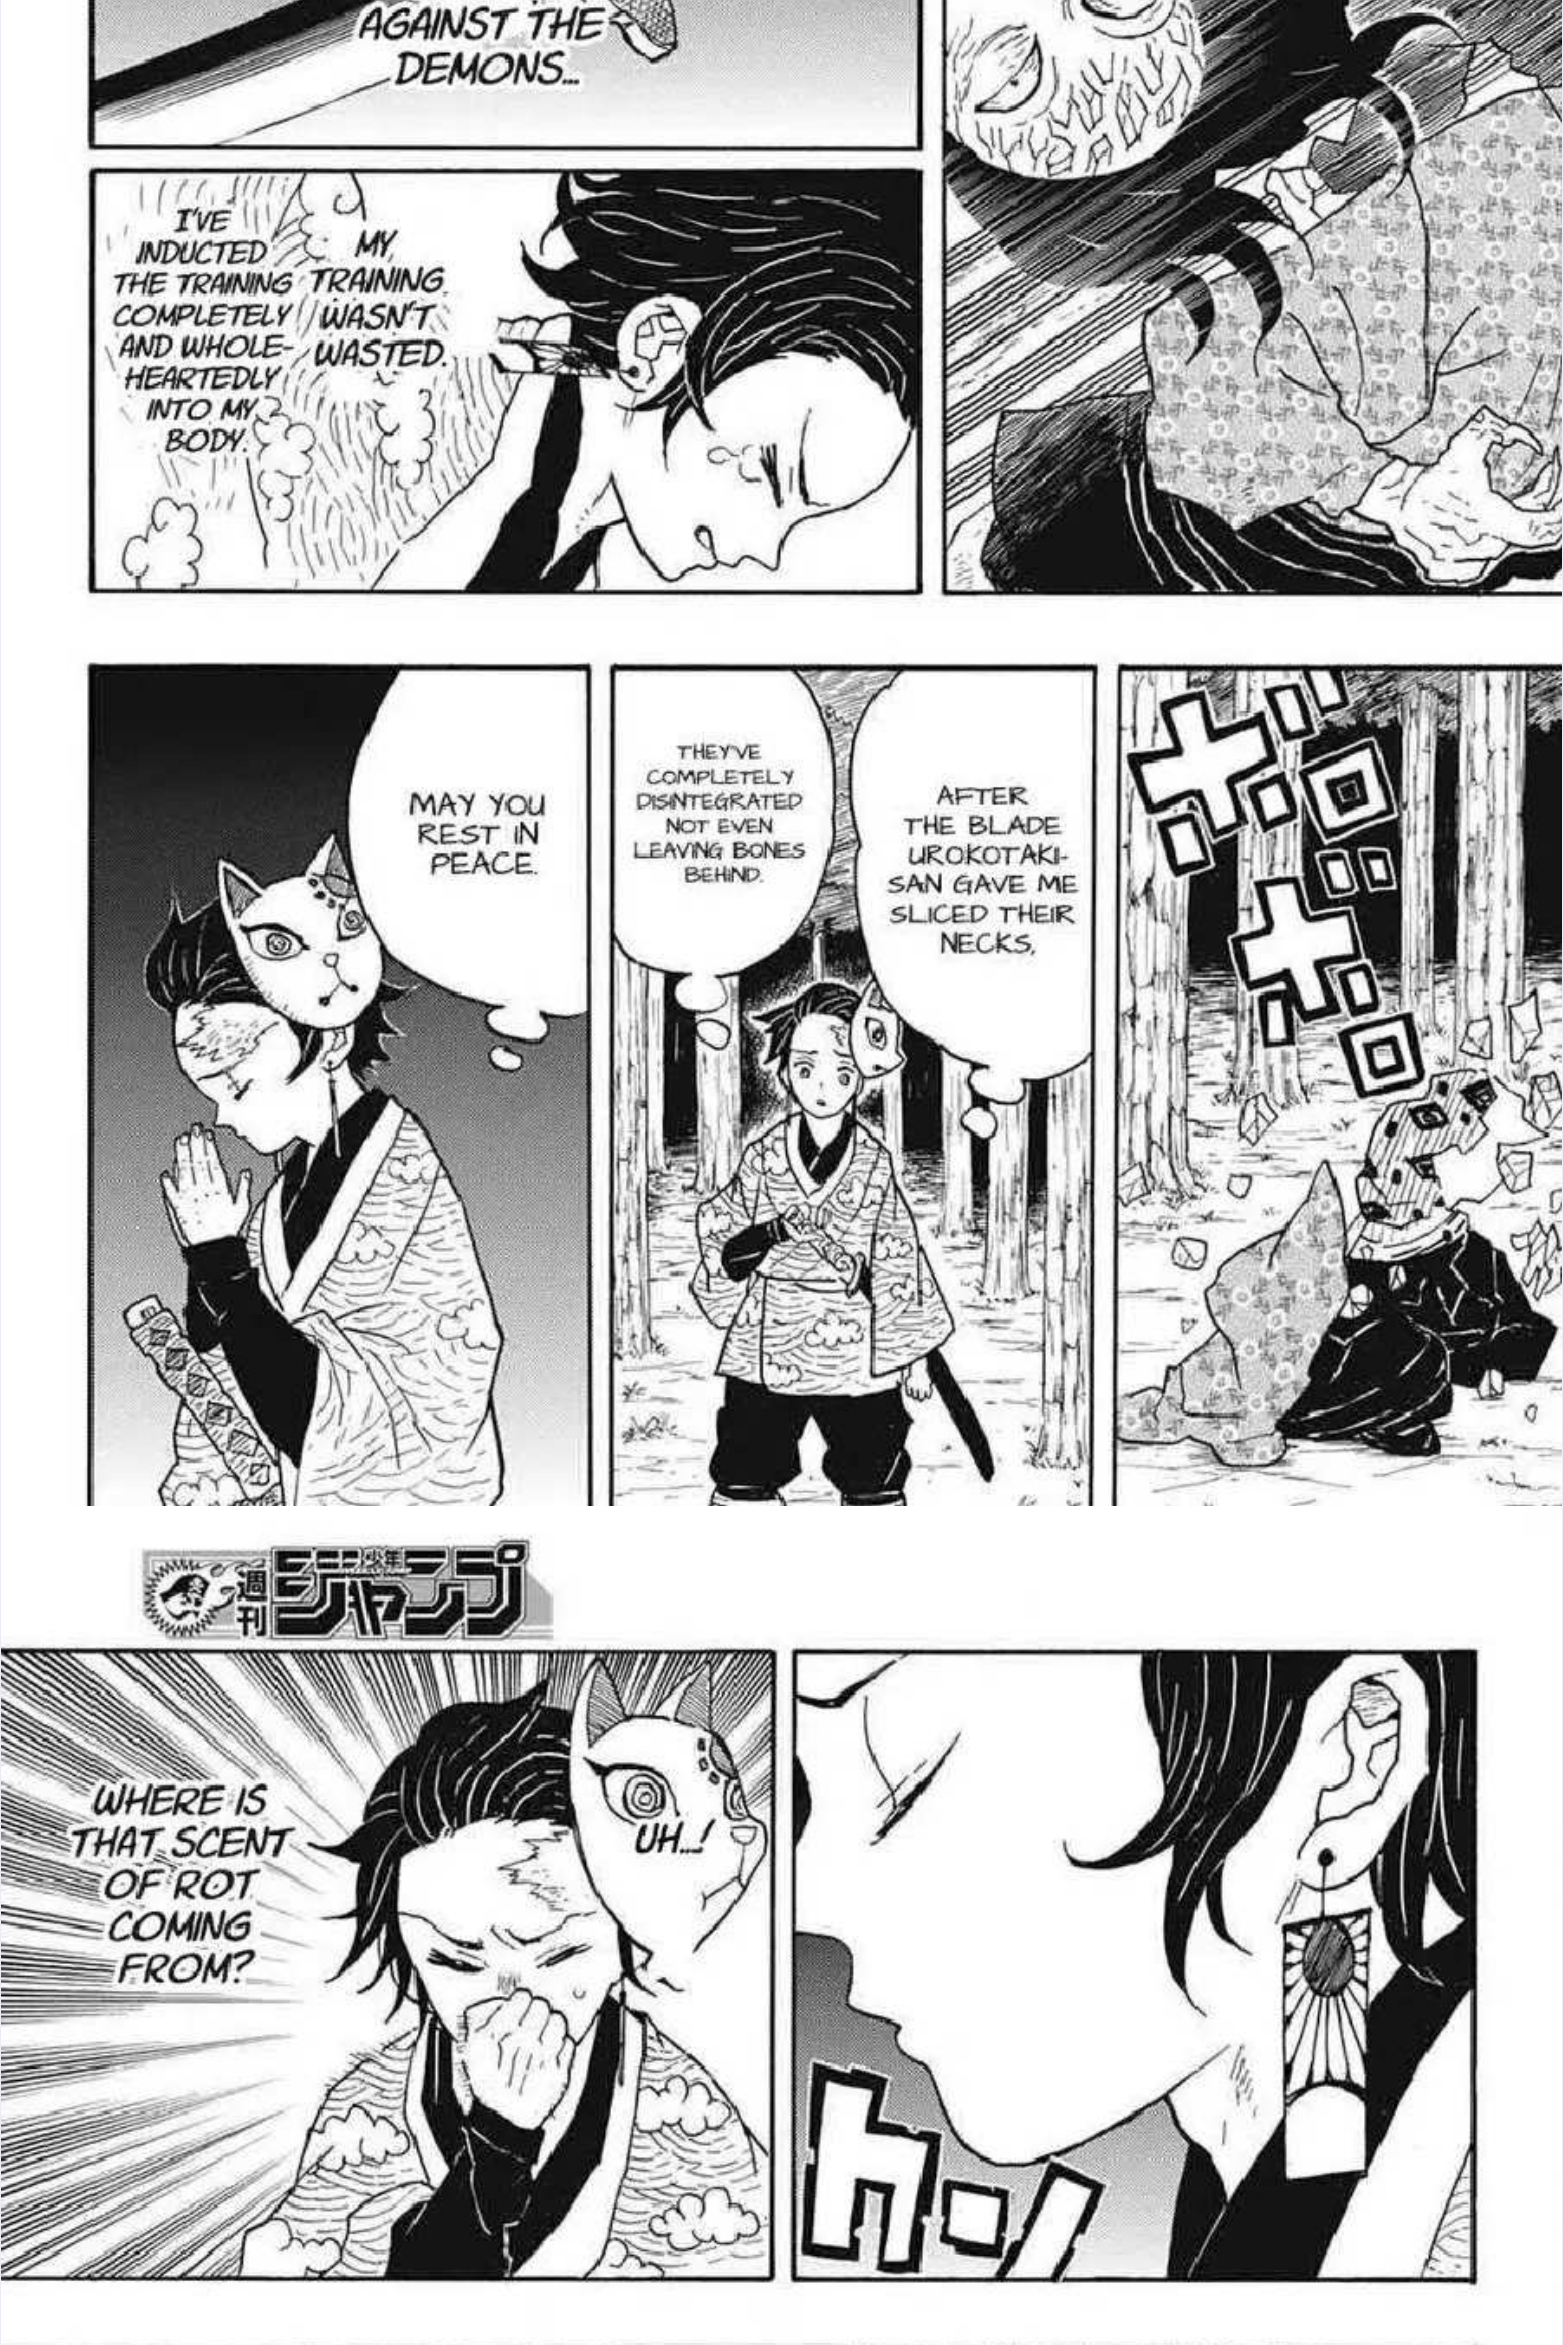 AGAINST THE
DEMONS...
MY
TRAINING
WASN'T
WASTED.
I'VE
INDUCTED
THE TRAINING
COMPLETELY
AND WHOLE-
HEARTEDLY
INTO MY
BODY.
ボロ
ボロ
AFTER
THE BLADE
UROKOTAKI-
SAN GAVE ME
SLICED THEIR
NECKS,
THEY'VE
COMPLETELY
DISINTEGRATED
NOT EVEN
LEAVING BONES
BEHIND.
MAY YOU
REST IN
PEACE.
週刊
少年
ジャンプ
UH...!
WHERE IS
THAT SCENT
OF ROT
COMING
FROM?